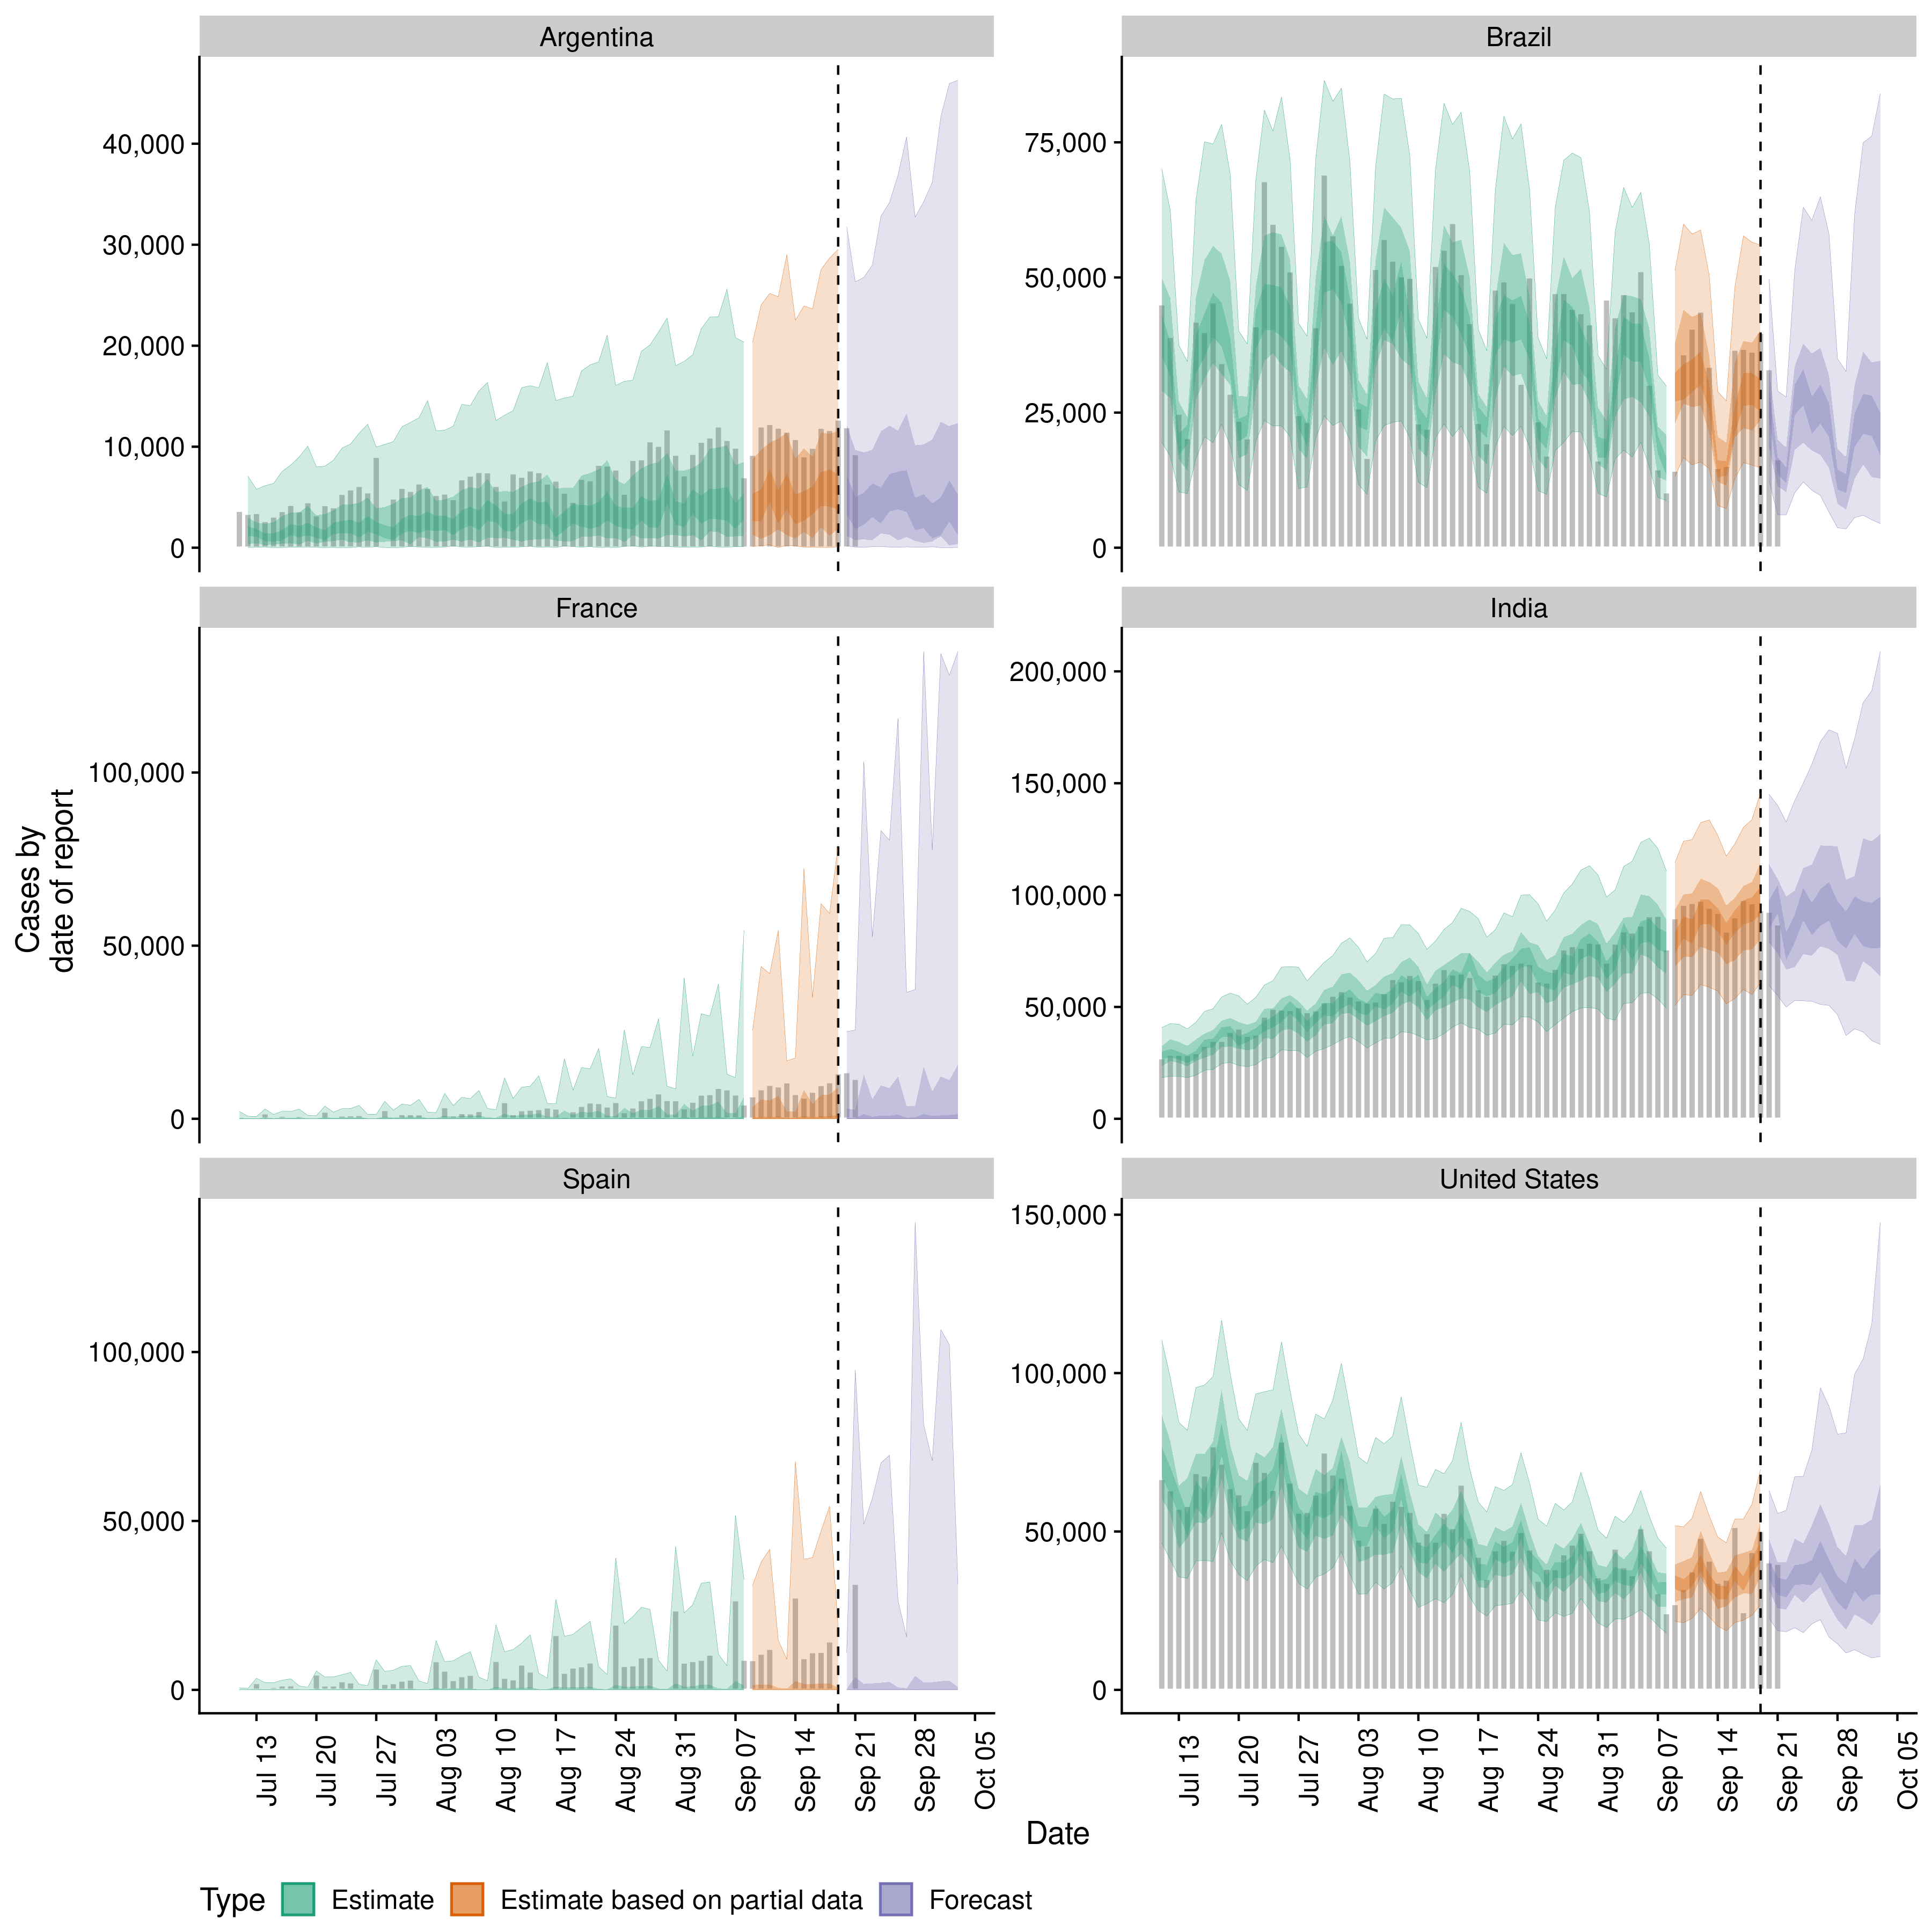 Argentina
Brazil
40,000
30,000
20,000
10,000
0
75,000
50,000
25,000
0
France
India
100,000
50,000
0
200,000
150,000
100,000
50,000
0
Spain
United States
100,000
50,000
0
150,000
100,000
50,000
0
Cases by
date of report
Jul 13
Jul 20
Jul 27
Aug 03
Aug 10
Aug 17
Aug 24
Aug 31
Sep 07
Sep 14
Sep 21
Sep 28
Oct 05
Jul 13
Jul 20
Jul 27
Aug 03
Aug 10
Aug 17
Aug 24
Aug 31
Sep 07
Sep 14
Sep 21
Sep 28
Oct 05
Date
Type Estimate Estimate based on partial data Forecast